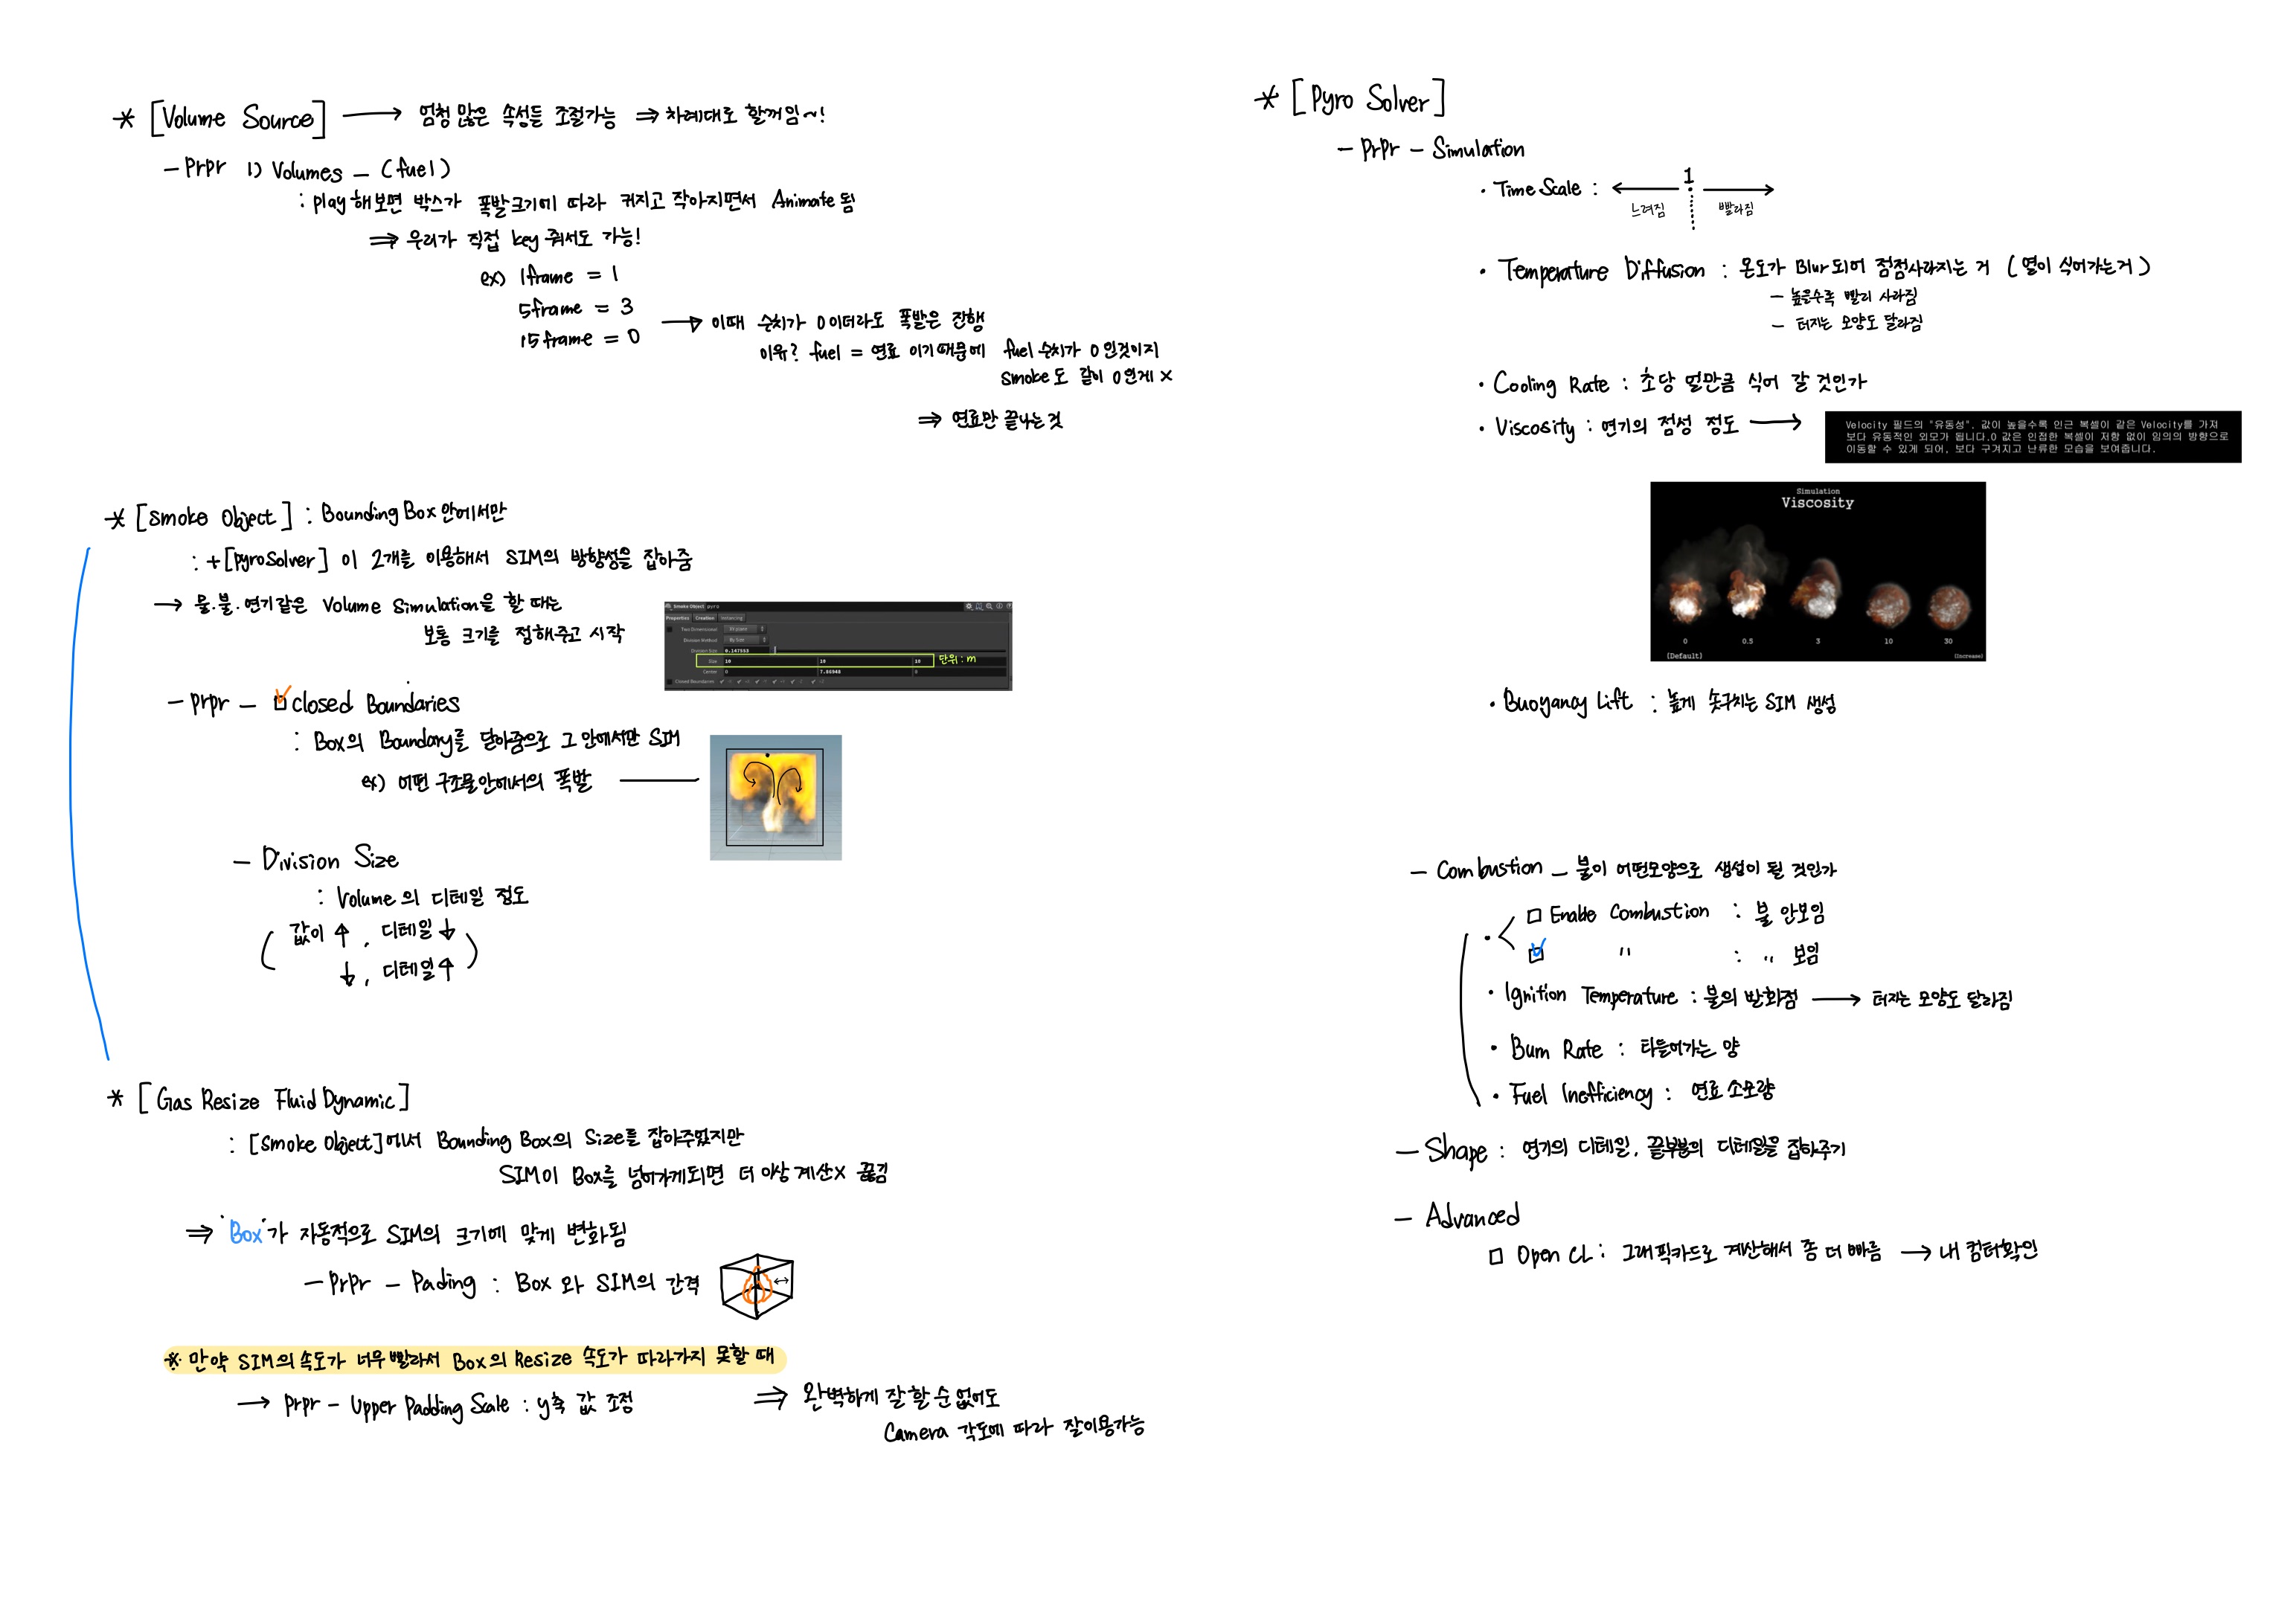 * [Volume Source] → 엄청 많은 속성들 조절가능 ⇒ 차례대로 할꺼임~!
- PrPr 1) Volumes - (fuel)
: play해보면 박스가 폭발크기에 따라 커지고 작아지면서 Animate 됨
⇒ 우리가 직접 key 줘서도 가능!
ex) 1frame = 1
5frame = 3
15frame = 0 → 이때 수치가 0이더라도 폭발은 진행
이유? fuel = 연료 이기때문에 fuel 수치가 0인것이지
smoke도 같이 0인게 x
⇒ 연료만 끝나는것
* [Smoke Object] : Bounding Box 안에서만
: + [PyroSolver] 이 2개를 이용해서 SIM의 방향성을 잡아줌
→ 물.불.연기같은 Volume Simulation을 할 때는
보통 크기를 정해주고 시작
Smoke Object pyro
Properties Creation Instancing
Two Dimensional
Division Method By Size
Division Size 0.147553
Size 10 10 10 단위 : m
Center 0 7.86948 0
Closed Boundaries
- PrPr - ☑ closed Boundaries
: Box의 Boundary를 닫아줌으로 그 안에서만 SIM
ex) 어떤 구조물안에서의 폭발
- Division Size
: Volume의 디테일 정도
( 값이 ↑, 디테일 ↓
↓, 디테일 ↑ )
* [Gas Resize Fluid Dynamic]
: [Smoke Object]에서 Bounding Box의 Size를 잡아주었지만
SIM이 Box를 넘어가게되면 더 이상 계산X 끊김
⇒ 'Box'가 자동적으로 SIM의 크기에 맞게 변화됨
- PrPr - Pading : Box 와 SIM의 간격
※ 만약 SIM의 속도가 너무 빨라서 Box의 Resize 속도가 따라가지 못할 때
→ PrPr - Upper Padding Scale : y축 값 조정 ⇒ 완벽하게 잘 할 순 없어도
Camera 각도에 따라 잘이용가능
* [Pyro Solver]
- PrPr - Simulation
· Time Scale : ← 1 →
느려짐 빨라짐
· Temperature Diffusion : 온도가 Blur되어 점점사라지는 거 ( 열이 식어가는거 )
- 높을수록 빨리 사라짐
- 터지는 모양도 달라짐
· Cooling Rate : 초당 얼만큼 식어 갈 것인가
· Viscosity : 연기의 점성 정도 →
Velocity 필드의 "유동성". 값이 높을수록 인근 복셀이 같은 Velocity를 가져
보다 유동적인 외모가 됩니다.0 값은 인접한 복셀이 저항 없이 임의의 방향으로
이동할 수 있게 되어, 보다 구겨지고 난류한 모습을 보여줍니다.
Simulation
Viscosity
0 0.5 3 10 30
[Default] (Increase)
· Buoyancy Lift : 높게 솟구치는 SIM 생성
- Combustion - 불이 어떤모양으로 생성이 될 것인가
· < □ Enable Combustion : 불 안보임
☑ " : " 보임
· Ignition Temperature : 불의 발화점 → 터지는 모양도 달라짐
· Burn Rate : 타들어가는 양
· Fuel Inefficiency : 연료 소모량
- Shape : 연기의 디테일, 끝부분의 디테일을 잡아주기
- Advanced
□ Open CL : 그래픽카드로 계산해서 좀 더 빠름 → 내 컴터확인